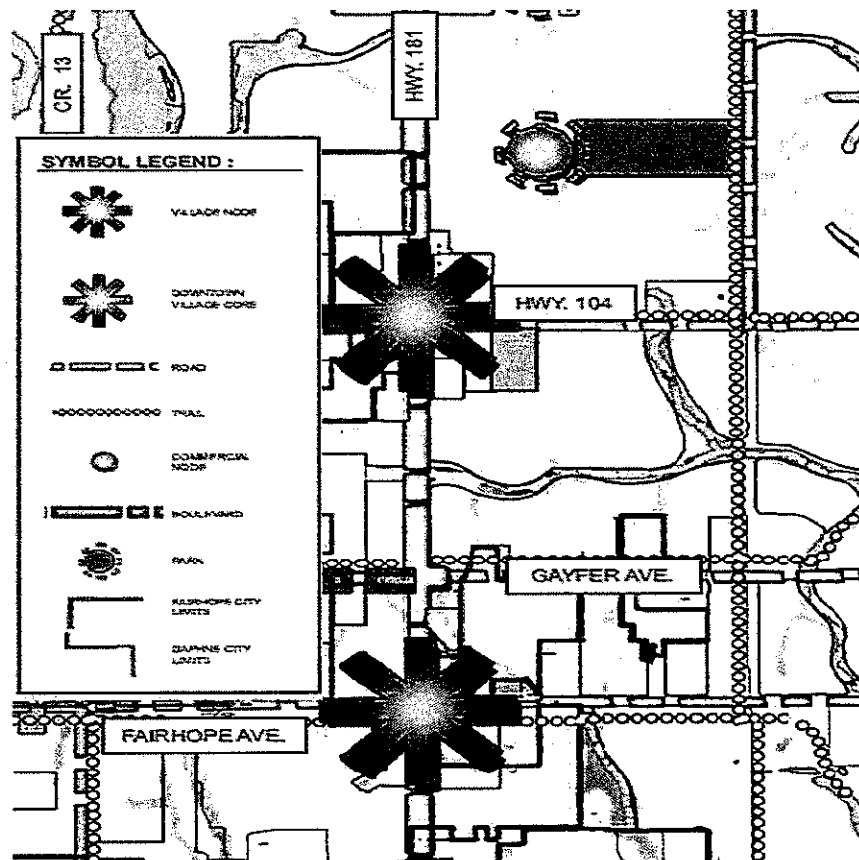 CR. 13
HWY. 181
SYMBOL LEGEND :
VILLAGE NODE
DOWNTOWN
VILLAGE CORE
ROAD
TRAIL
COMMERCIAL
NODE
BOULEVARD
PARK
FAIRHOPE CITY
LIMITS
DAPHNE CITY
LIMITS
HWY. 104
GAYFER AVE.
FAIRHOPE AVE.